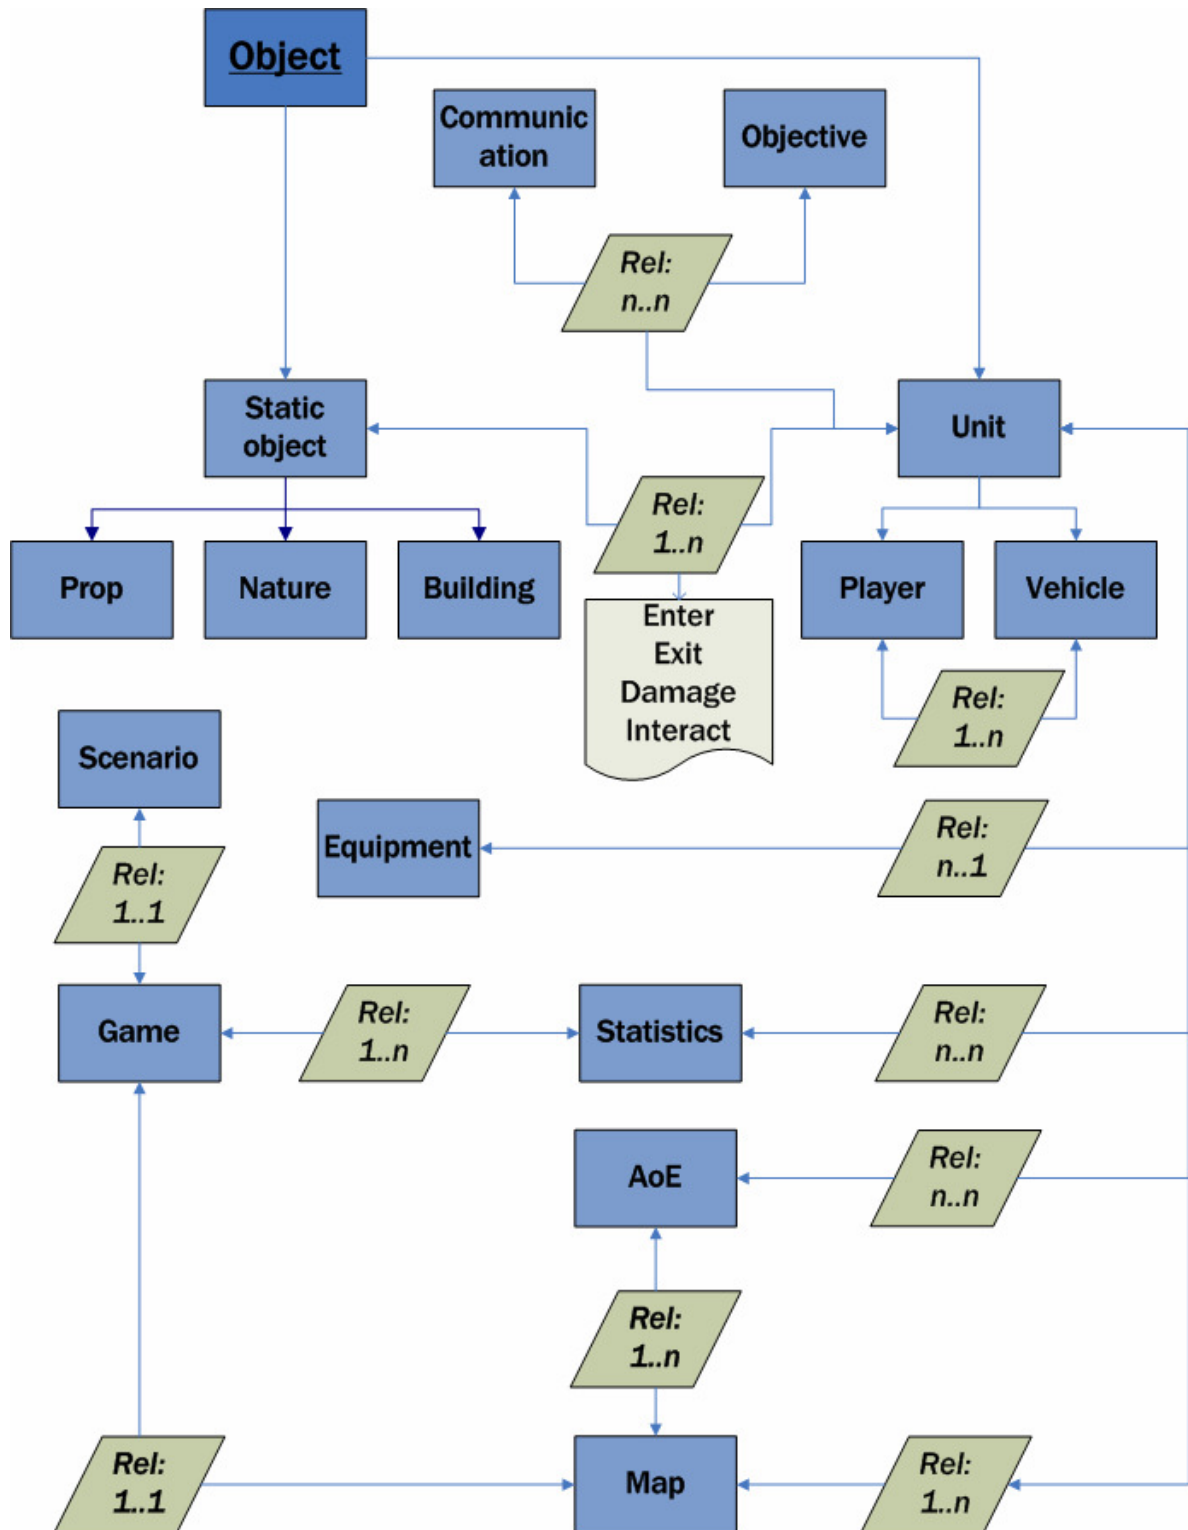 Object
Communic
ation
Objective
Rel:
n..n
Static
object
Unit
Rel:
1..n
Prop
Nature
Building
Player
Vehicle
Enter
Exit
Damage
Interact
Rel:
1..n
Scenario
Equipment
Rel:
n..1
Rel:
1..1
Game
Rel:
1..n
Statistics
Rel:
n..n
AoE
Rel:
n..n
Rel:
1..n
Rel:
1..1
Map
Rel:
1..n